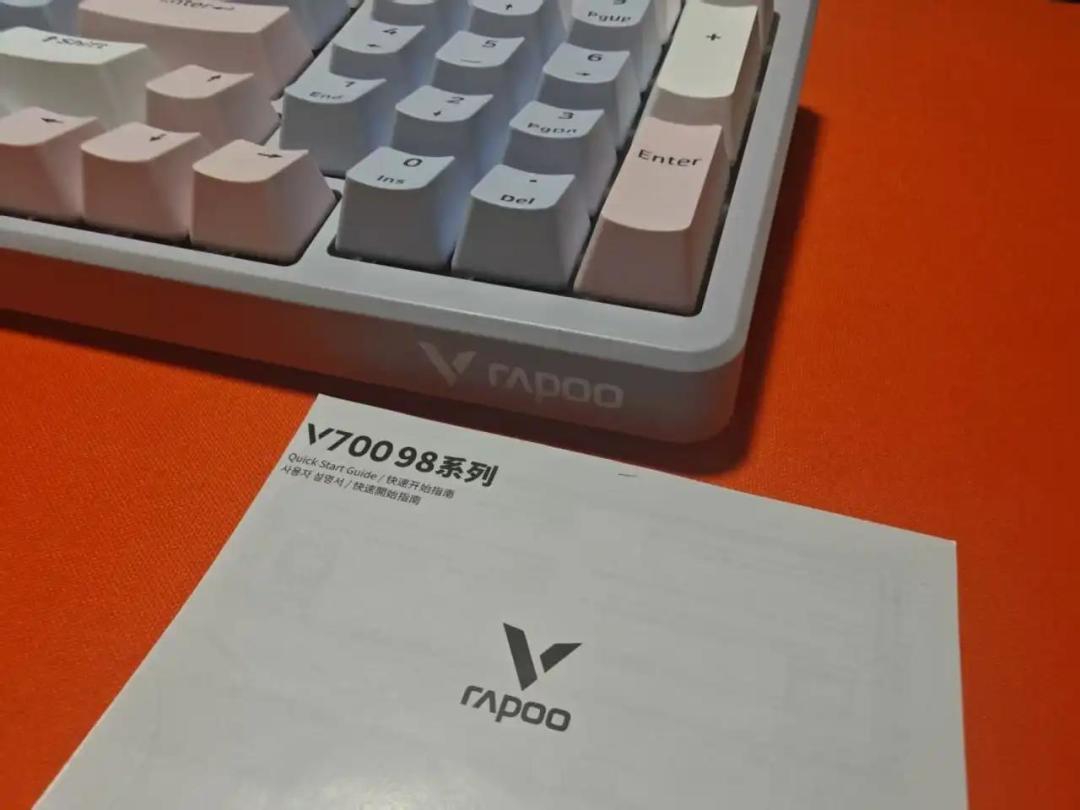 Enter
Shift
PgUp
+
4
5
6
1
End
2
3
PgDn
Enter
0
Ins
.
Del
V rapoo
V700 98系列
Quick Start Guide / 快速开始指南
사용자 설명서 / 快速開始指南
V
rapoo